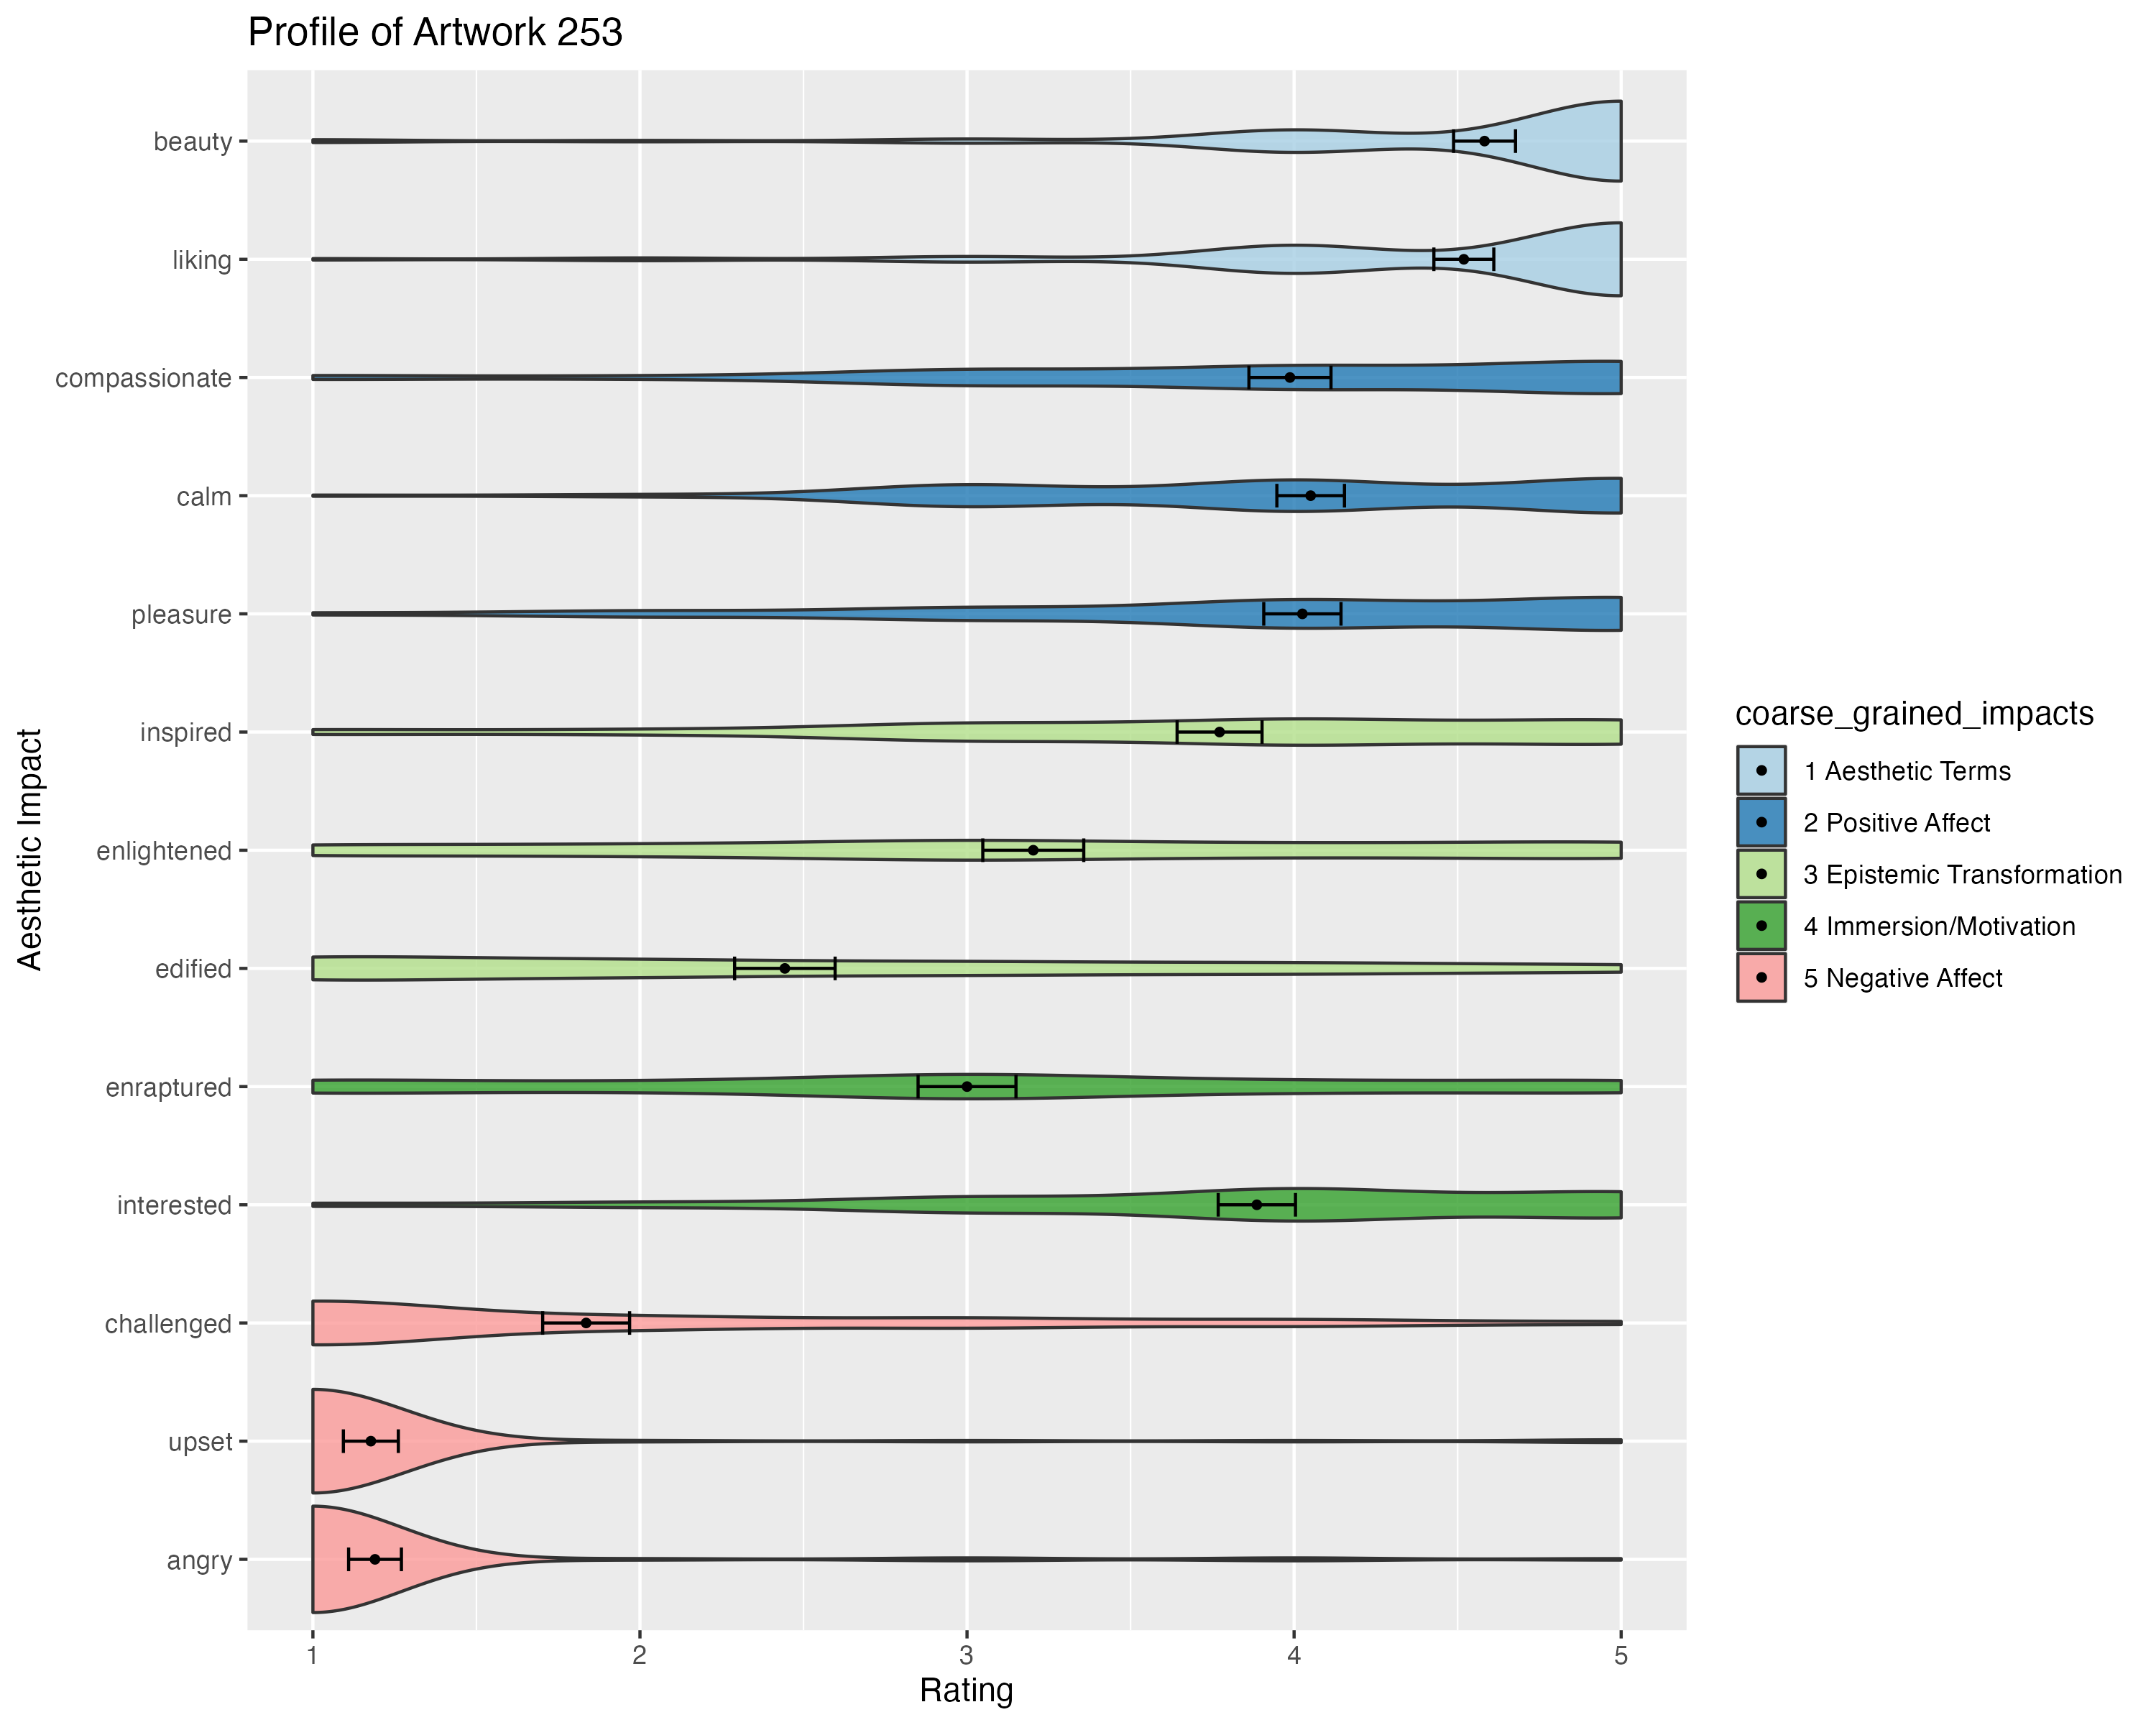 Profile of Artwork 253
Aesthetic Impact
beauty
liking
compassionate
calm
pleasure
inspired
enlightened
edified
enraptured
interested
challenged
upset
angry
1 2 3 4 5
Rating
coarse_grained_impacts
1 Aesthetic Terms
2 Positive Affect
3 Epistemic Transformation
4 Immersion/Motivation
5 Negative Affect